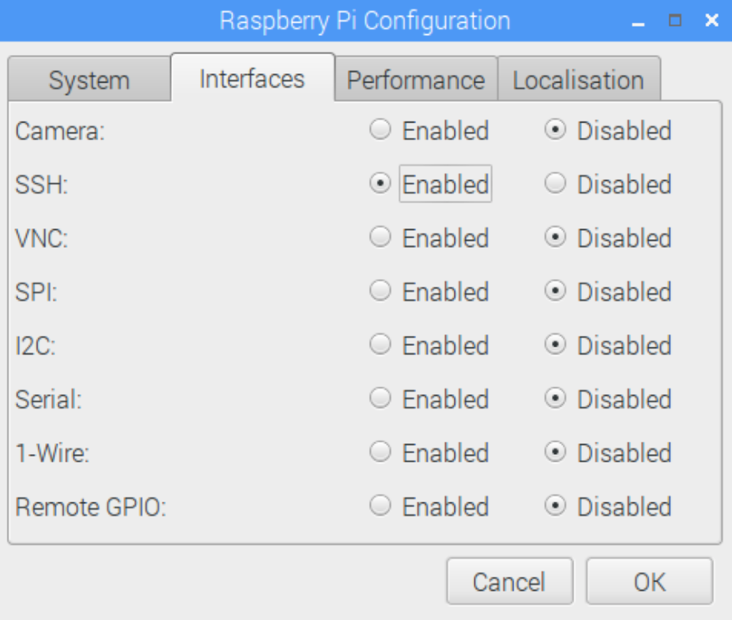 Raspberry Pi Configuration
System Interfaces Performance Localisation
Camera: Enabled Disabled
SSH: Enabled Disabled
VNC: Enabled Disabled
SPI: Enabled Disabled
I2C: Enabled Disabled
Serial: Enabled Disabled
1-Wire: Enabled Disabled
Remote GPIO: Enabled Disabled
Cancel OK